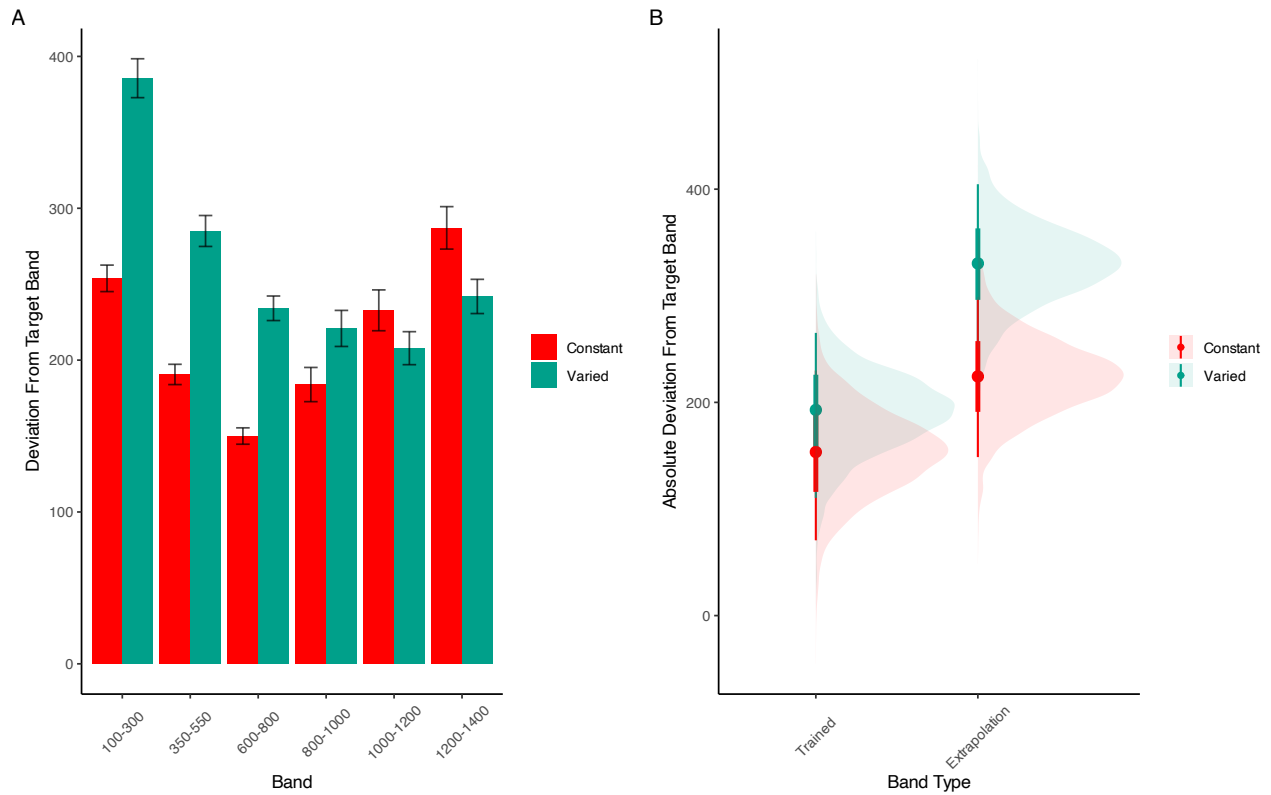 A
Deviation From Target Band
400
300
200
100
0
100-300
350-550
600-800
800-1000
1000-1200
1200-1400
Band
Constant
Varied
B
Absolute Deviation From Target Band
400
200
0
Trained
Extrapolation
Band Type
Constant
Varied